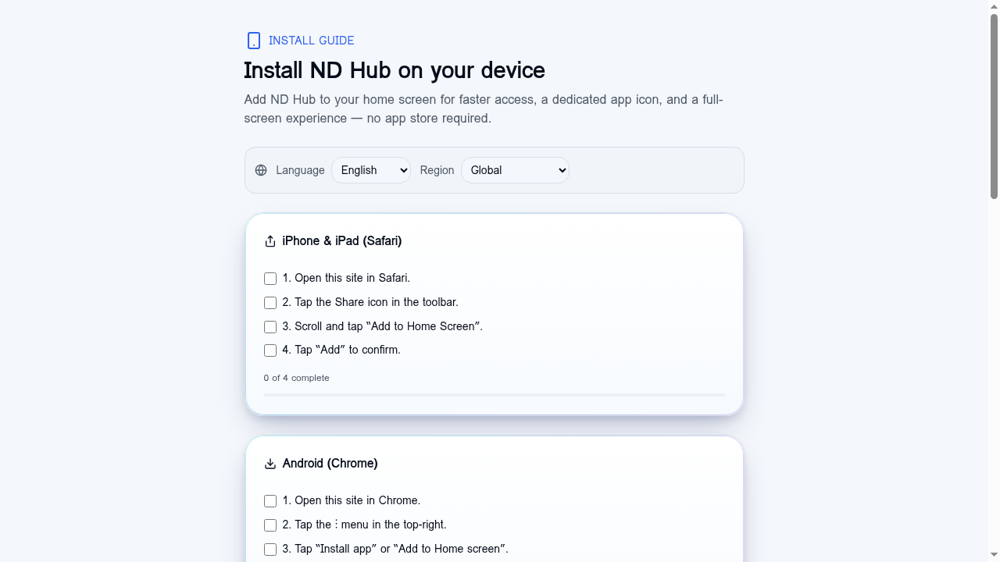 INSTALL GUIDE
Install ND Hub on your device
Add ND Hub to your home screen for faster access, a dedicated app icon, and a full-
screen experience — no app store required.
Language English Region Global
iPhone & iPad (Safari)
1. Open this site in Safari.
2. Tap the Share icon in the toolbar.
3. Scroll and tap “Add to Home Screen”.
4. Tap “Add” to confirm.
0 of 4 complete
Android (Chrome)
1. Open this site in Chrome.
2. Tap the ⋮ menu in the top-right.
3. Tap “Install app” or “Add to Home screen”.